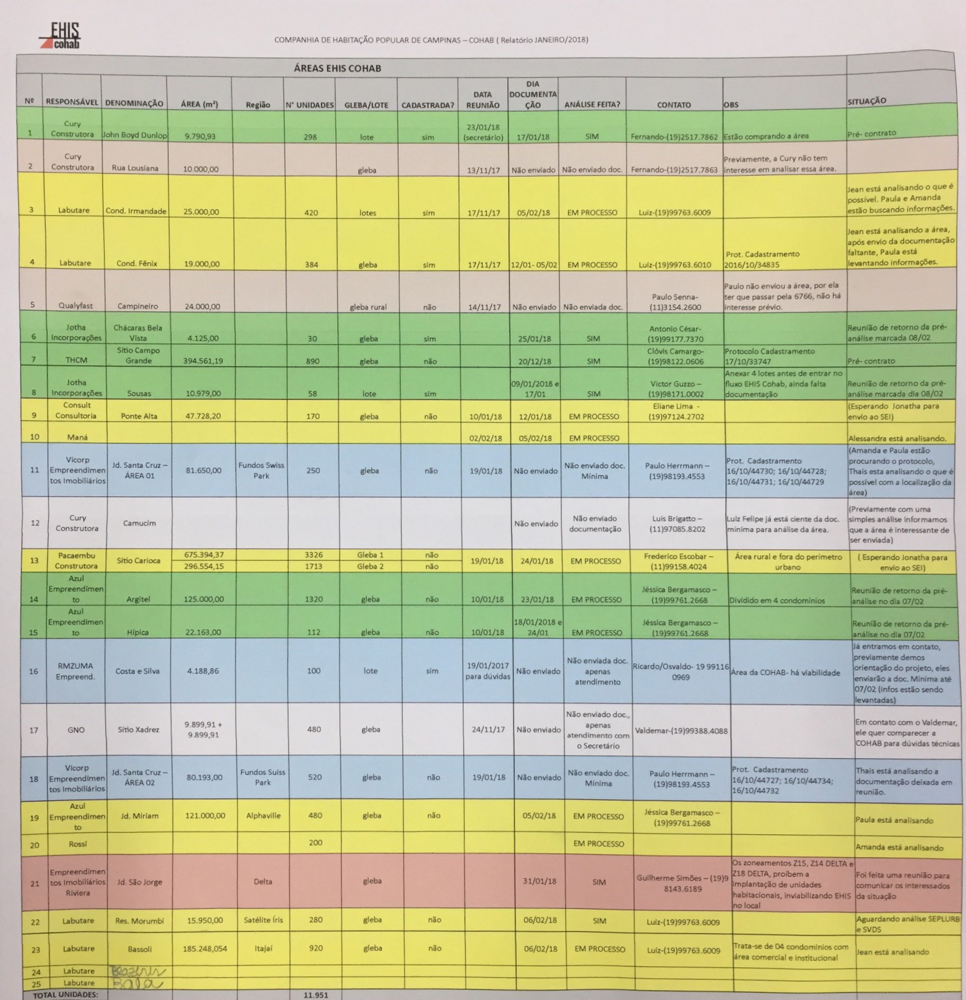 EHIS
cohab
COMPANHIA DE HABITAÇÃO POPULAR DE CAMPINAS – COHAB ( Relatório JANEIRO/2018)
ÁREAS EHIS COHAB
Nº RESPONSÁVEL DENOMINAÇÃO ÁREA (m²) Região N° UNIDADES GLEBA/LOTE CADASTRADA? DATA REUNIÃO DIA DOCUMENTA ÇÃO ANÁLISE FEITA? CONTATO OBS SITUAÇÃO
1 Cury Construtora John Boyd Dunlop 9.790,93 298 lote sim 23/01/18 (secretário) 17/01/18 SIM Fernando-(19)2517.7862 Estão comprando a área Pré- contrato
2 Cury Construtora Rua Lousiana 10.000,00 gleba 13/11/17 Não enviado Não enviado doc. Fernando-(19)2517.7863 Previamente, a Cury não tem interesse em analisar essa área.
3 Labutare Cond. Irmandade 25.000,00 420 lotes sim 17/11/17 05/02/18 EM PROCESSO Luiz-(19)99763.6009 Jean está analisando o que é possível. Paula e Amanda estão buscando informações.
4 Labutare Cond. Fênix 19.000,00 384 gleba sim 17/11/17 12/01- 05/02 EM PROCESSO Luiz-(19)99763.6010 Prot. Cadastramento 2016/10/34835 Jean está analisando a área, após envio da documentação faltante, Paula está levantando informações.
5 Qualyfast Campineiro 24.000,00 gleba rural não 14/11/17 Não enviado Não enviada doc. Paulo Senna-(11)3154.2600 Paulo não enviou a área, por ela ter que passar pela 6766, não há interesse prévio.
6 Jotha Incorporações Chácaras Bela Vista 4.125,00 30 gleba sim 25/01/18 SIM Antonio César-(19)99177.7370 Reunião de retorno da pré-análise marcada 08/02
7 THCM Sítio Campo Grande 394.561,19 890 gleba não 20/12/18 SIM Clóvis Camargo-(19)98122.0606 Protocolo Cadastramento 17/10/33747 Pré- contrato
8 Jotha Incorporações Sousas 10.979,00 58 lote sim 09/01/2018 e 17/01 SIM Victor Guzzo – (19)98171.0002 Anexar 4 lotes antes de entrar no fluxo EHIS Cohab, ainda falta documentação Reunião de retorno da pré-análise marcada dia 08/02
9 Consult Consultoria Ponte Alta 47.728,20 170 gleba não 10/01/18 12/01/18 EM PROCESSO Eliane Lima - (19)97124.2702 (Esperando Jonatha para envio ao SEI)
10 Maná 02/02/18 05/02/18 EM PROCESSO Alessandra está analisando.
11 Vicorp Empreendimen tos Imobiliários Jd. Santa Cruz – ÁREA 01 81.650,00 Fundos Swiss Park 250 gleba não 19/01/18 Não enviado Não enviado doc. Mínima Paulo Herrmann – (19)98193.4553 Prot. Cadastramento 16/10/44730; 16/10/44728; 16/10/44731; 16/10/44729 (Amanda e Paula estão procurando o protocolo, Thais esta analisando o que é possível com a localização da área)
12 Cury Construtora Camucim Não enviado Não enviado documentação Luis Brigatto – (11)97085.8202 Luiz Felipe já está ciente da doc. mínima para análise da área. (Previamente com uma simples análise informamos que a área é interessante de ser enviada)
13 Pacaembu Construtora Sítio Carioca 675.394,37 3326 Gleba 1 não 19/01/18 24/01/18 EM PROCESSO Frederico Escobar – (11)99158.4024 Área rural e fora do perímetro urbano ( Esperando Jonatha para envio ao SEI)
296.554,15 1713 Gleba 2 não
14 Azul Empreendimen to Argitel 125.000,00 1320 gleba não 10/01/18 23/01/18 EM PROCESSO Jéssica Bergamasco – (19)99761.2668 Dividido em 4 condomínios Reunião de retorno da pré-análise no dia 07/02
15 Azul Empreendimen to Hípica 22.163,00 112 gleba não 10/01/18 18/01/2018 e 24/01 EM PROCESSO Jéssica Bergamasco – (19)99761.2668 Reunião de retorno da pré-análise no dia 07/02
16 RMZUMA Empreend. Costa e Silva 4.188,86 100 lote sim 19/01/2017 para dúvidas Não enviado Não enviada doc. apenas atendimento Ricardo/Osvaldo- 19 99116 0969 Área da COHAB- há viabilidade Já entramos em contato, previamente demos orientação do projeto, eles enviarão a doc. Mínima até 07/02 (infos estão sendo levantadas)
17 GNO Sítio Xadrez 9.899,91 + 9.899,91 480 gleba 24/11/17 Não enviado Não enviado doc., apenas atendimento com o Secretário Valdemar-(19)99388.4088 Em contato com o Valdemar, ele quer comparecer a COHAB para dúvidas técnicas
18 Vicorp Empreendimen tos Imobiliários Jd. Santa Cruz – ÁREA 02 80.193,00 Fundos Suiss Park 520 gleba não 19/01/18 Não enviado Não enviado doc. Mínima Paulo Herrmann – (19)98193.4553 Prot. Cadastramento 16/10/44727; 16/10/44734; 16/10/44732 Thais está analisando a documentação deixada em reunião.
19 Azul Empreendimen to Jd. Miriam 121.000,00 Alphaville 480 gleba não 05/02/18 EM PROCESSO Jéssica Bergamasco – (19)99761.2668 Paula está analisando
20 Rossi 200 EM PROCESSO Amanda está analisando
21 Empreendimen tos Imobiliários Riviera Jd. São Jorge Delta gleba 31/01/18 SIM Guilherme Simões – (19)9 8143.6189 Os zoneamentos Z15, Z14 DELTA e Z18 DELTA, proíbem a implantação de unidades habitacionais, inviabilizando EHIS no local Foi feita uma reunião para comunicar os interessados da situação
22 Labutare Res. Morumbi 15.950,00 Satélite Íris 280 gleba não 06/02/18 SIM Luiz-(19)99763.6009 Aguardando análise SEPLURB e SVDS
23 Labutare Bassoli 185.248,054 Itajaí 920 gleba não 06/02/18 EM PROCESSO Luiz-(19)99763.6009 Trata-se de 04 condomínios com área comercial e institucional Jean está analisando
24 Labutare
25 Labutare Bala
TOTAL UNIDADES: 11.951